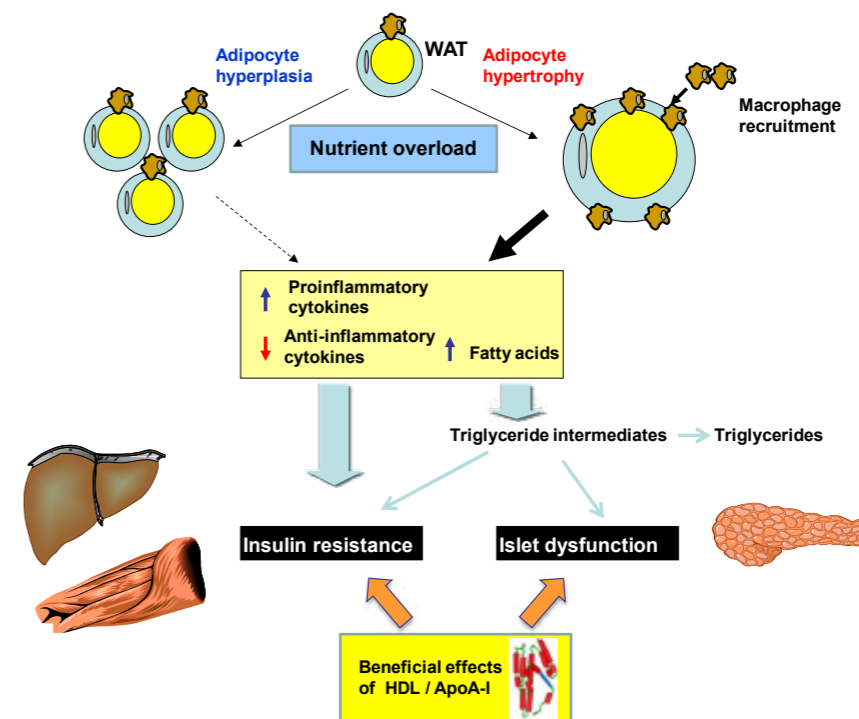 WAT
Adipocyte
hyperplasia
Adipocyte
hypertrophy
Macrophage
recruitment
Nutrient overload
Proinflammatory
cytokines
Anti-inflammatory
cytokines
Fatty acids
Triglyceride intermediates
Triglycerides
Insulin resistance
Islet dysfunction
Beneficial effects
of HDL / ApoA-I